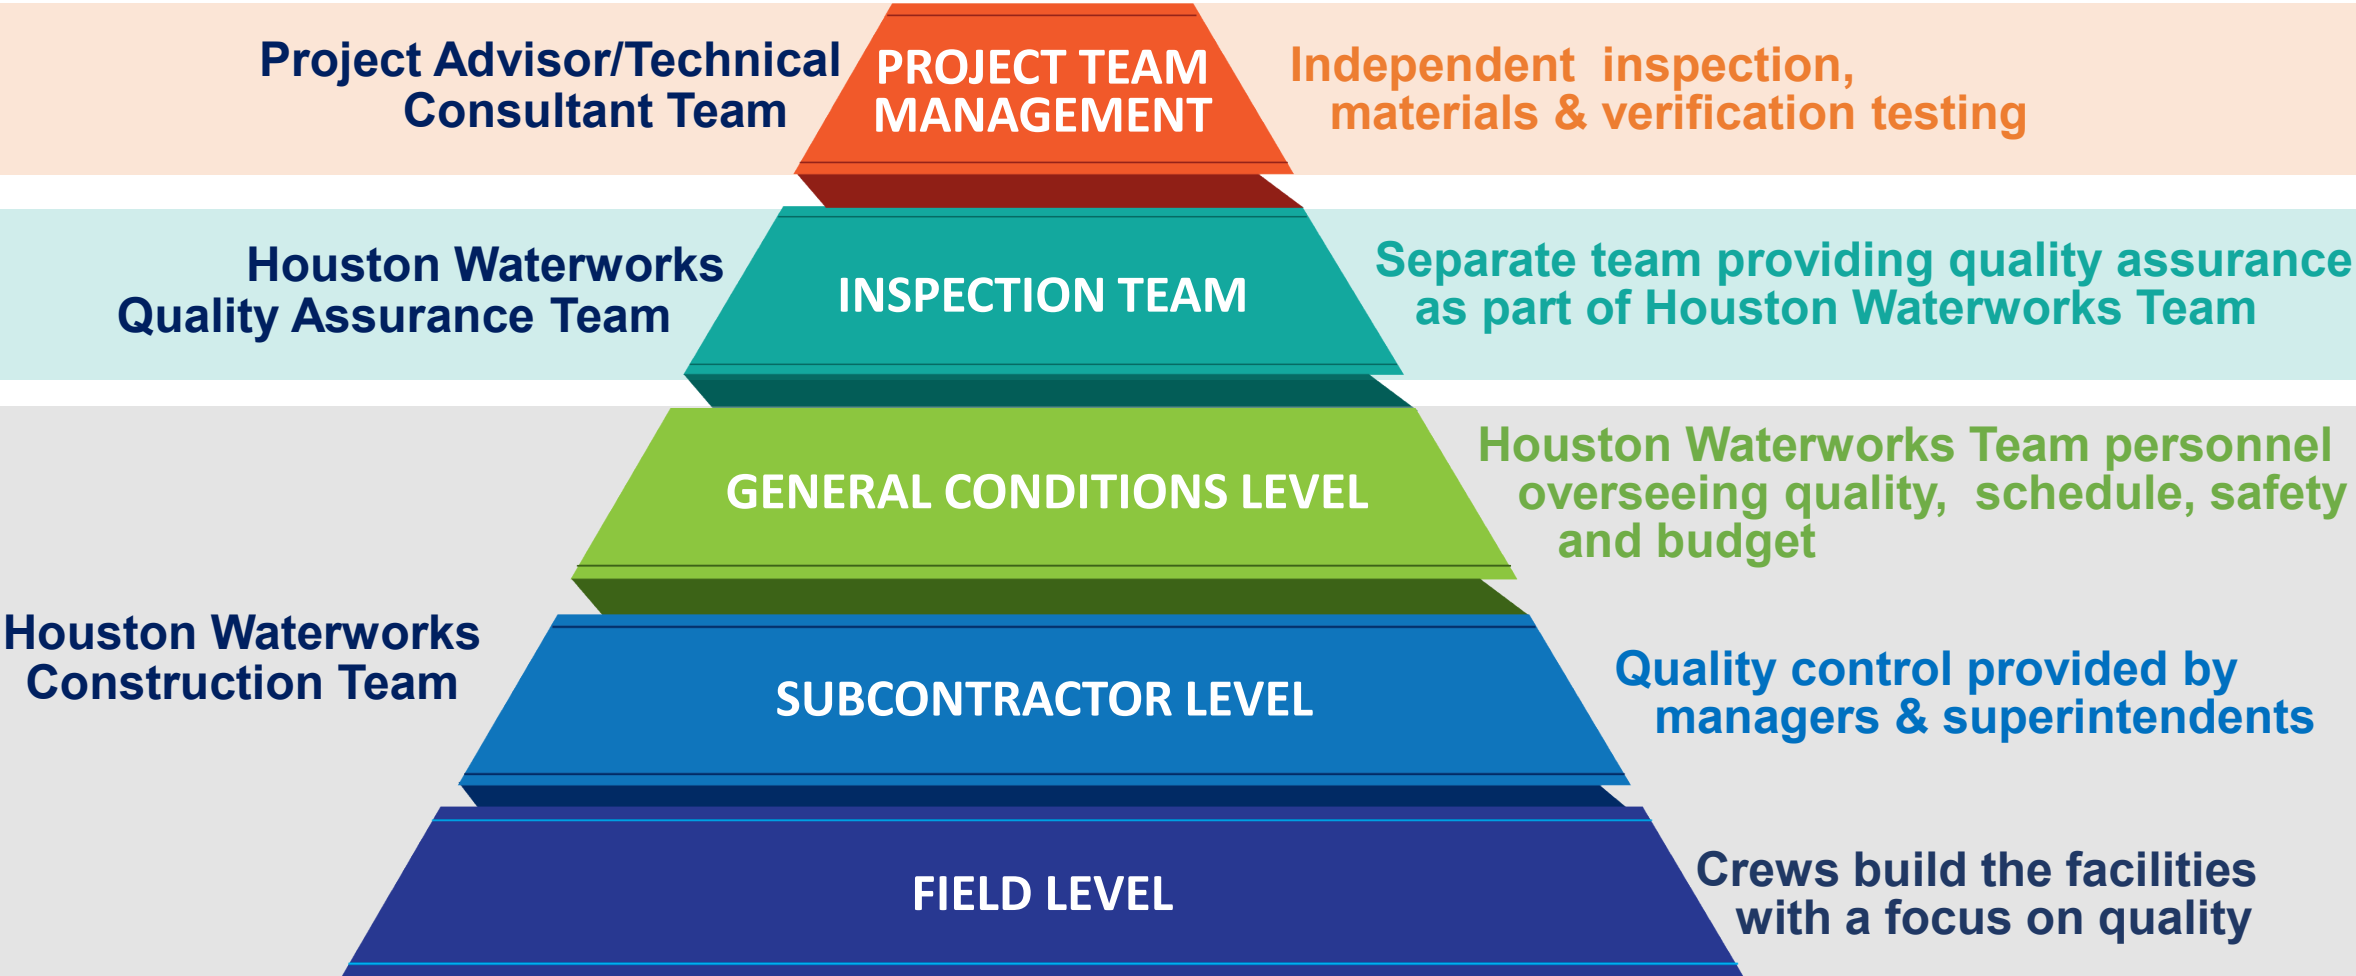 Project Advisor/Technical
Consultant Team
PROJECT TEAM
MANAGEMENT
Independent inspection,
materials & verification testing
Houston Waterworks
Quality Assurance Team
INSPECTION TEAM
Separate team providing quality assurance
as part of Houston Waterworks Team
GENERAL CONDITIONS LEVEL
Houston Waterworks Team personnel
overseeing quality, schedule, safety
and budget
Houston Waterworks
Construction Team
SUBCONTRACTOR LEVEL
Quality control provided by
managers & superintendents
FIELD LEVEL
Crews build the facilities
with a focus on quality